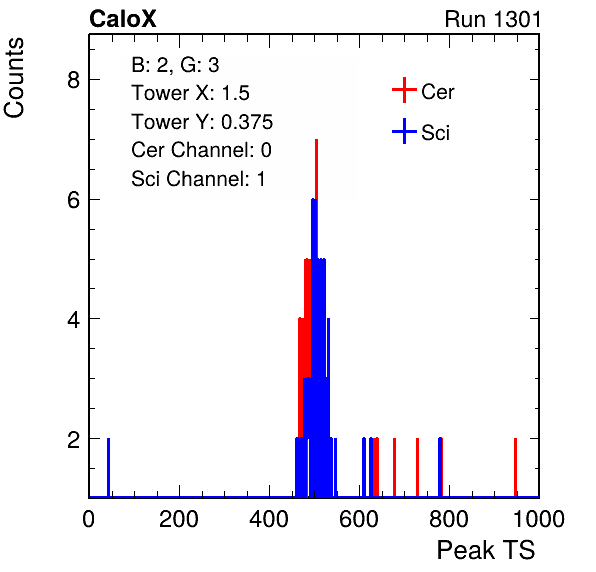 CaloX Run 1301
Counts
B: 2, G: 3
Tower X: 1.5
Tower Y: 0.375
Cer Channel: 0
Sci Channel: 1
Cer
Sci
8
6
4
2
0 200 400 600 800 1000
Peak TS